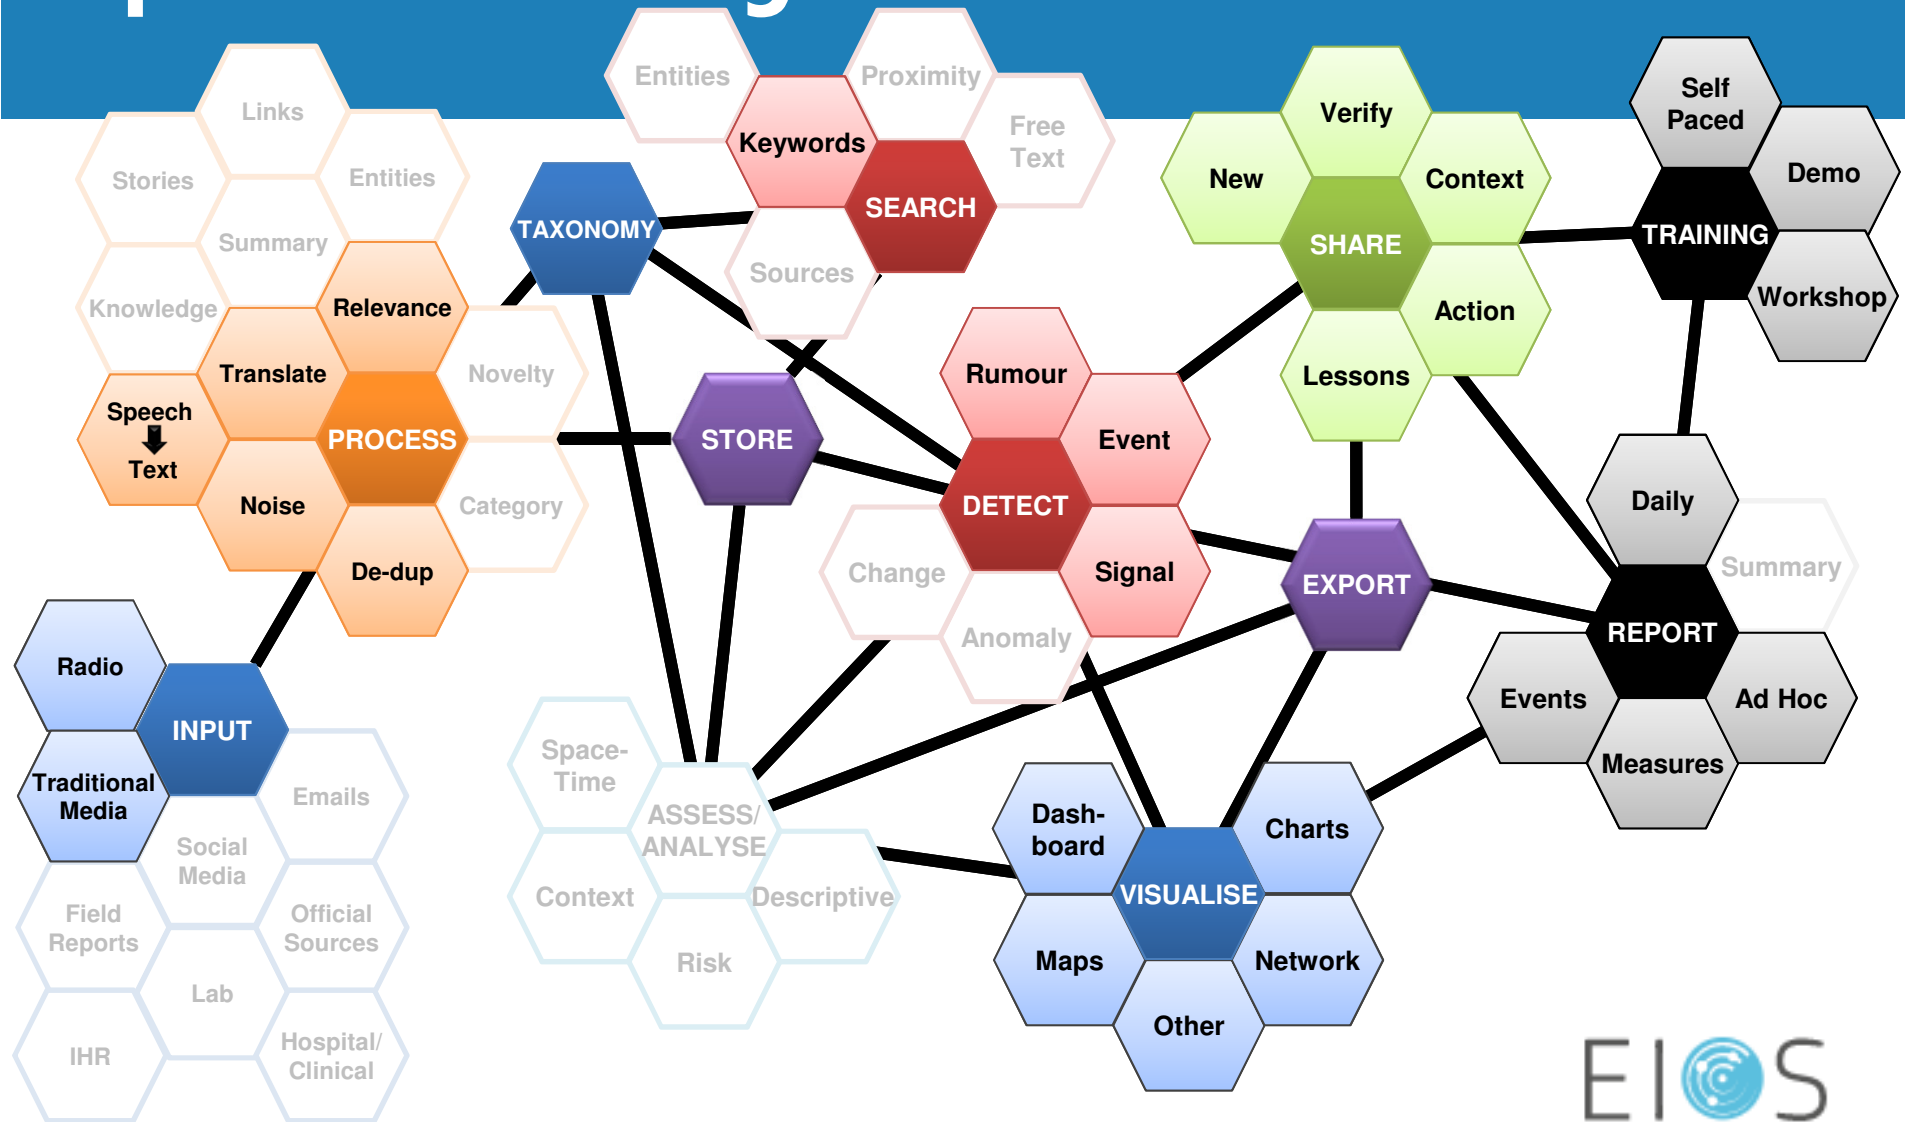 Links
Stories
Entities
Summary
Knowledge
Relevance
Translate
Novelty
Speech
Text
PROCESS
Noise
Category
De-dup
TAXONOMY
Entities
Proximity
Keywords
Free
Text
SEARCH
Sources
STORE
Verify
New
Context
SHARE
Action
Lessons
Self
Paced
Demo
TRAINING
Workshop
Rumour
Event
DETECT
Change
Signal
Anomaly
EXPORT
Daily
Summary
REPORT
Events
Ad Hoc
Measures
Radio
INPUT
Traditional
Media
Emails
Social
Media
Field
Reports
Official
Sources
Lab
IHR
Hospital/
Clinical
Space-
Time
ASSESS/
ANALYSE
Context
Descriptive
Risk
Dash-
board
Charts
VISUALISE
Maps
Network
Other
EIOS